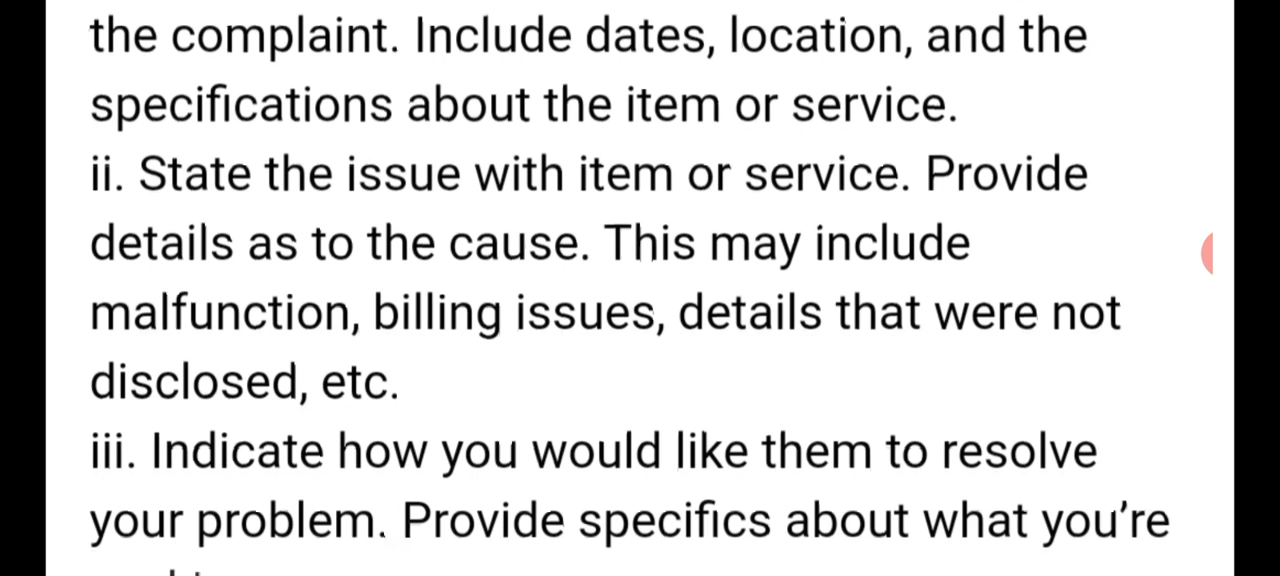 the complaint. Include dates, location, and the
specifications about the item or service.
ii. State the issue with item or service. Provide
details as to the cause. This may include
malfunction, billing issues, details that were not
disclosed, etc.
iii. Indicate how you would like them to resolve
your problem. Provide specifics about what you’re